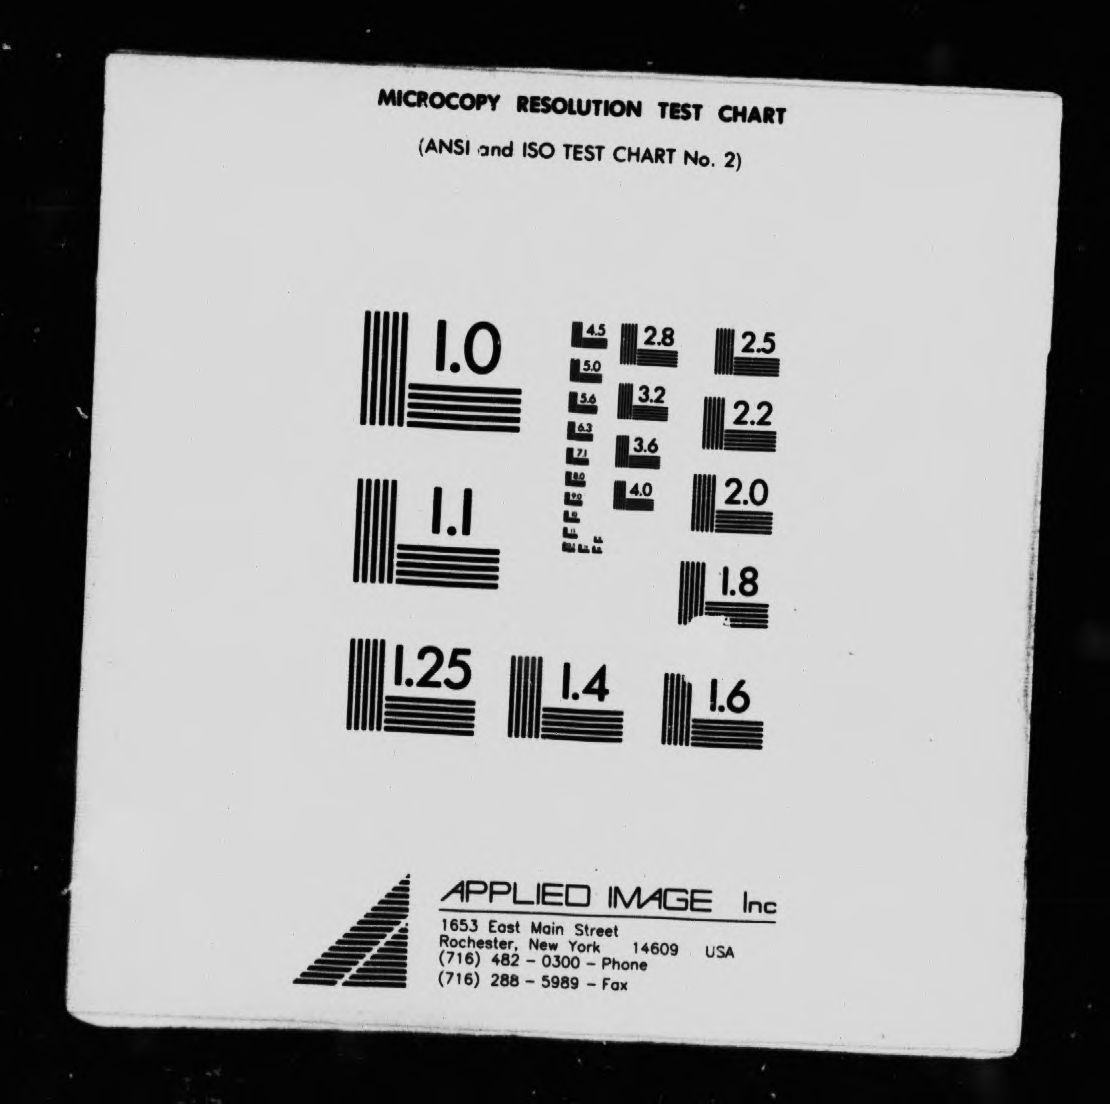 MICROCOPY RESOLUTION TEST CHART
(ANSI and ISO TEST CHART No. 2)
1.0
1.1
1.25
1.4
1.6
1.8
2.0
2.2
2.5
2.8
3.2
3.6
4.0
4.5
5.0
5.6
6.3
7.1
8.0
9.0
APPLIED IMAGE Inc
1653 East Main Street
Rochester, New York 14609 USA
(716) 482 - 0300 - Phone
(716) 288 - 5989 - Fax